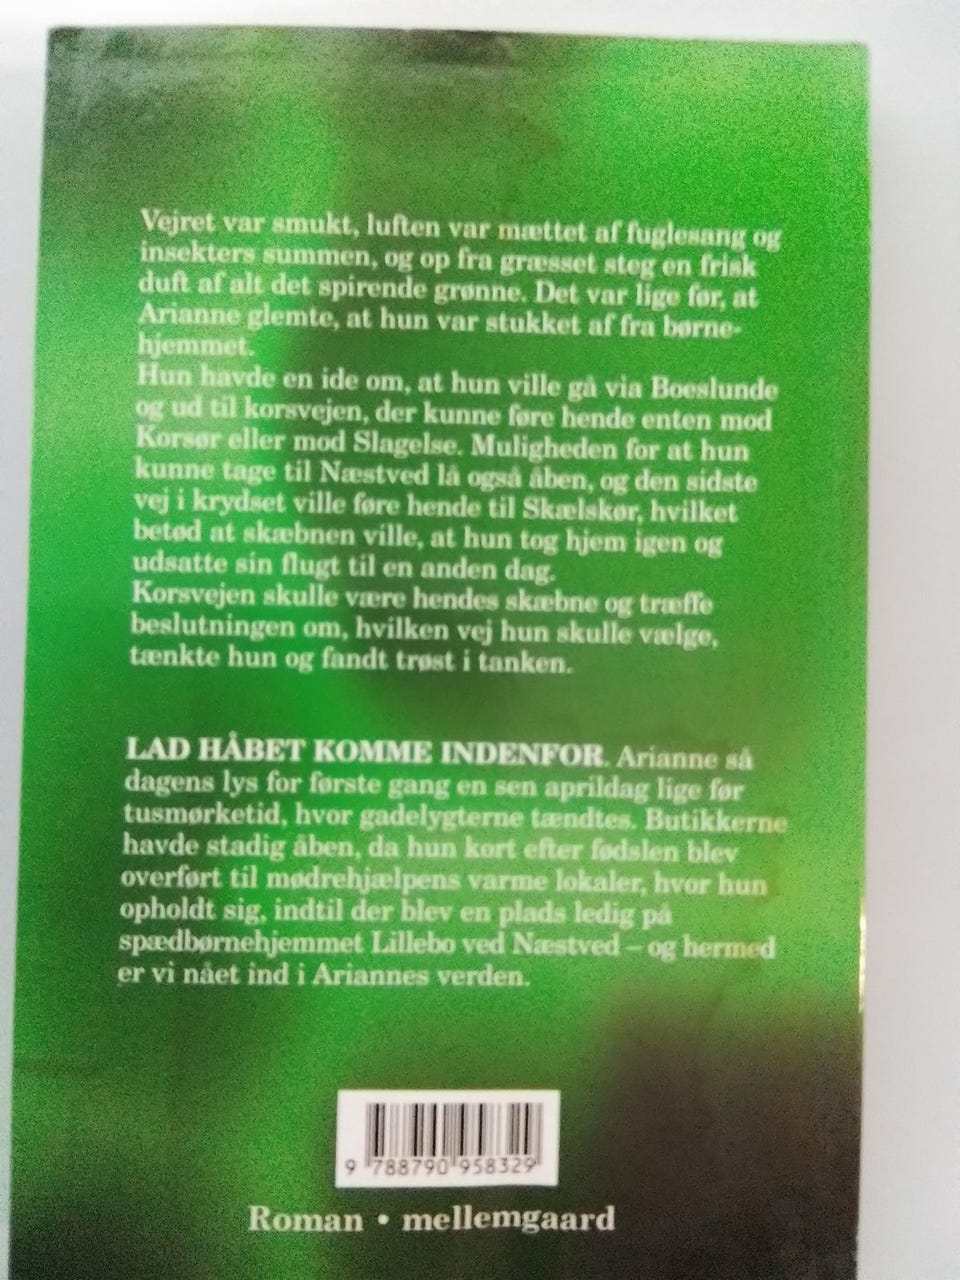 Vejret var smukt, luften var mættet af fuglesang og
insekters summen, og op fra græsset steg en frisk
duft af alt det spirende grønne. Det var lige før, at
Arianne glemte, at hun var stukket af fra børne-
hjemmet.
Hun havde en ide om, at hun ville gå via Boeslunde
og ud til korsvejen, der kunne føre hende enten mod
Korsør eller mod Slagelse. Muligheden for at hun
kunne tage til Næstved lå også åben, og den sidste
vej i krydset ville føre hende til Skælskør, hvilket
betød at skæbnen ville, at hun tog hjem igen og
udsatte sin flugt til en anden dag.
Korsvejen skulle være hendes skæbne og træffe
beslutningen om, hvilken vej hun skulle vælge,
tænkte hun og fandt trøst i tanken.
LAD HÅBET KOMME INDENFOR. Arianne så
dagens lys for første gang en sen aprildag lige før
tusmørketid, hvor gadelygterne tændtes. Butikkerne
havde stadig åben, da hun kort efter fødslen blev
overført til mødrehjælpens varme lokaler, hvor hun
opholdt sig, indtil der blev en plads ledig på
spædbørnehjemmet Lillebo ved Næstved – og hermed
er vi nået ind i Ariannes verden.
9 788790 958329
Roman • mellemgaard